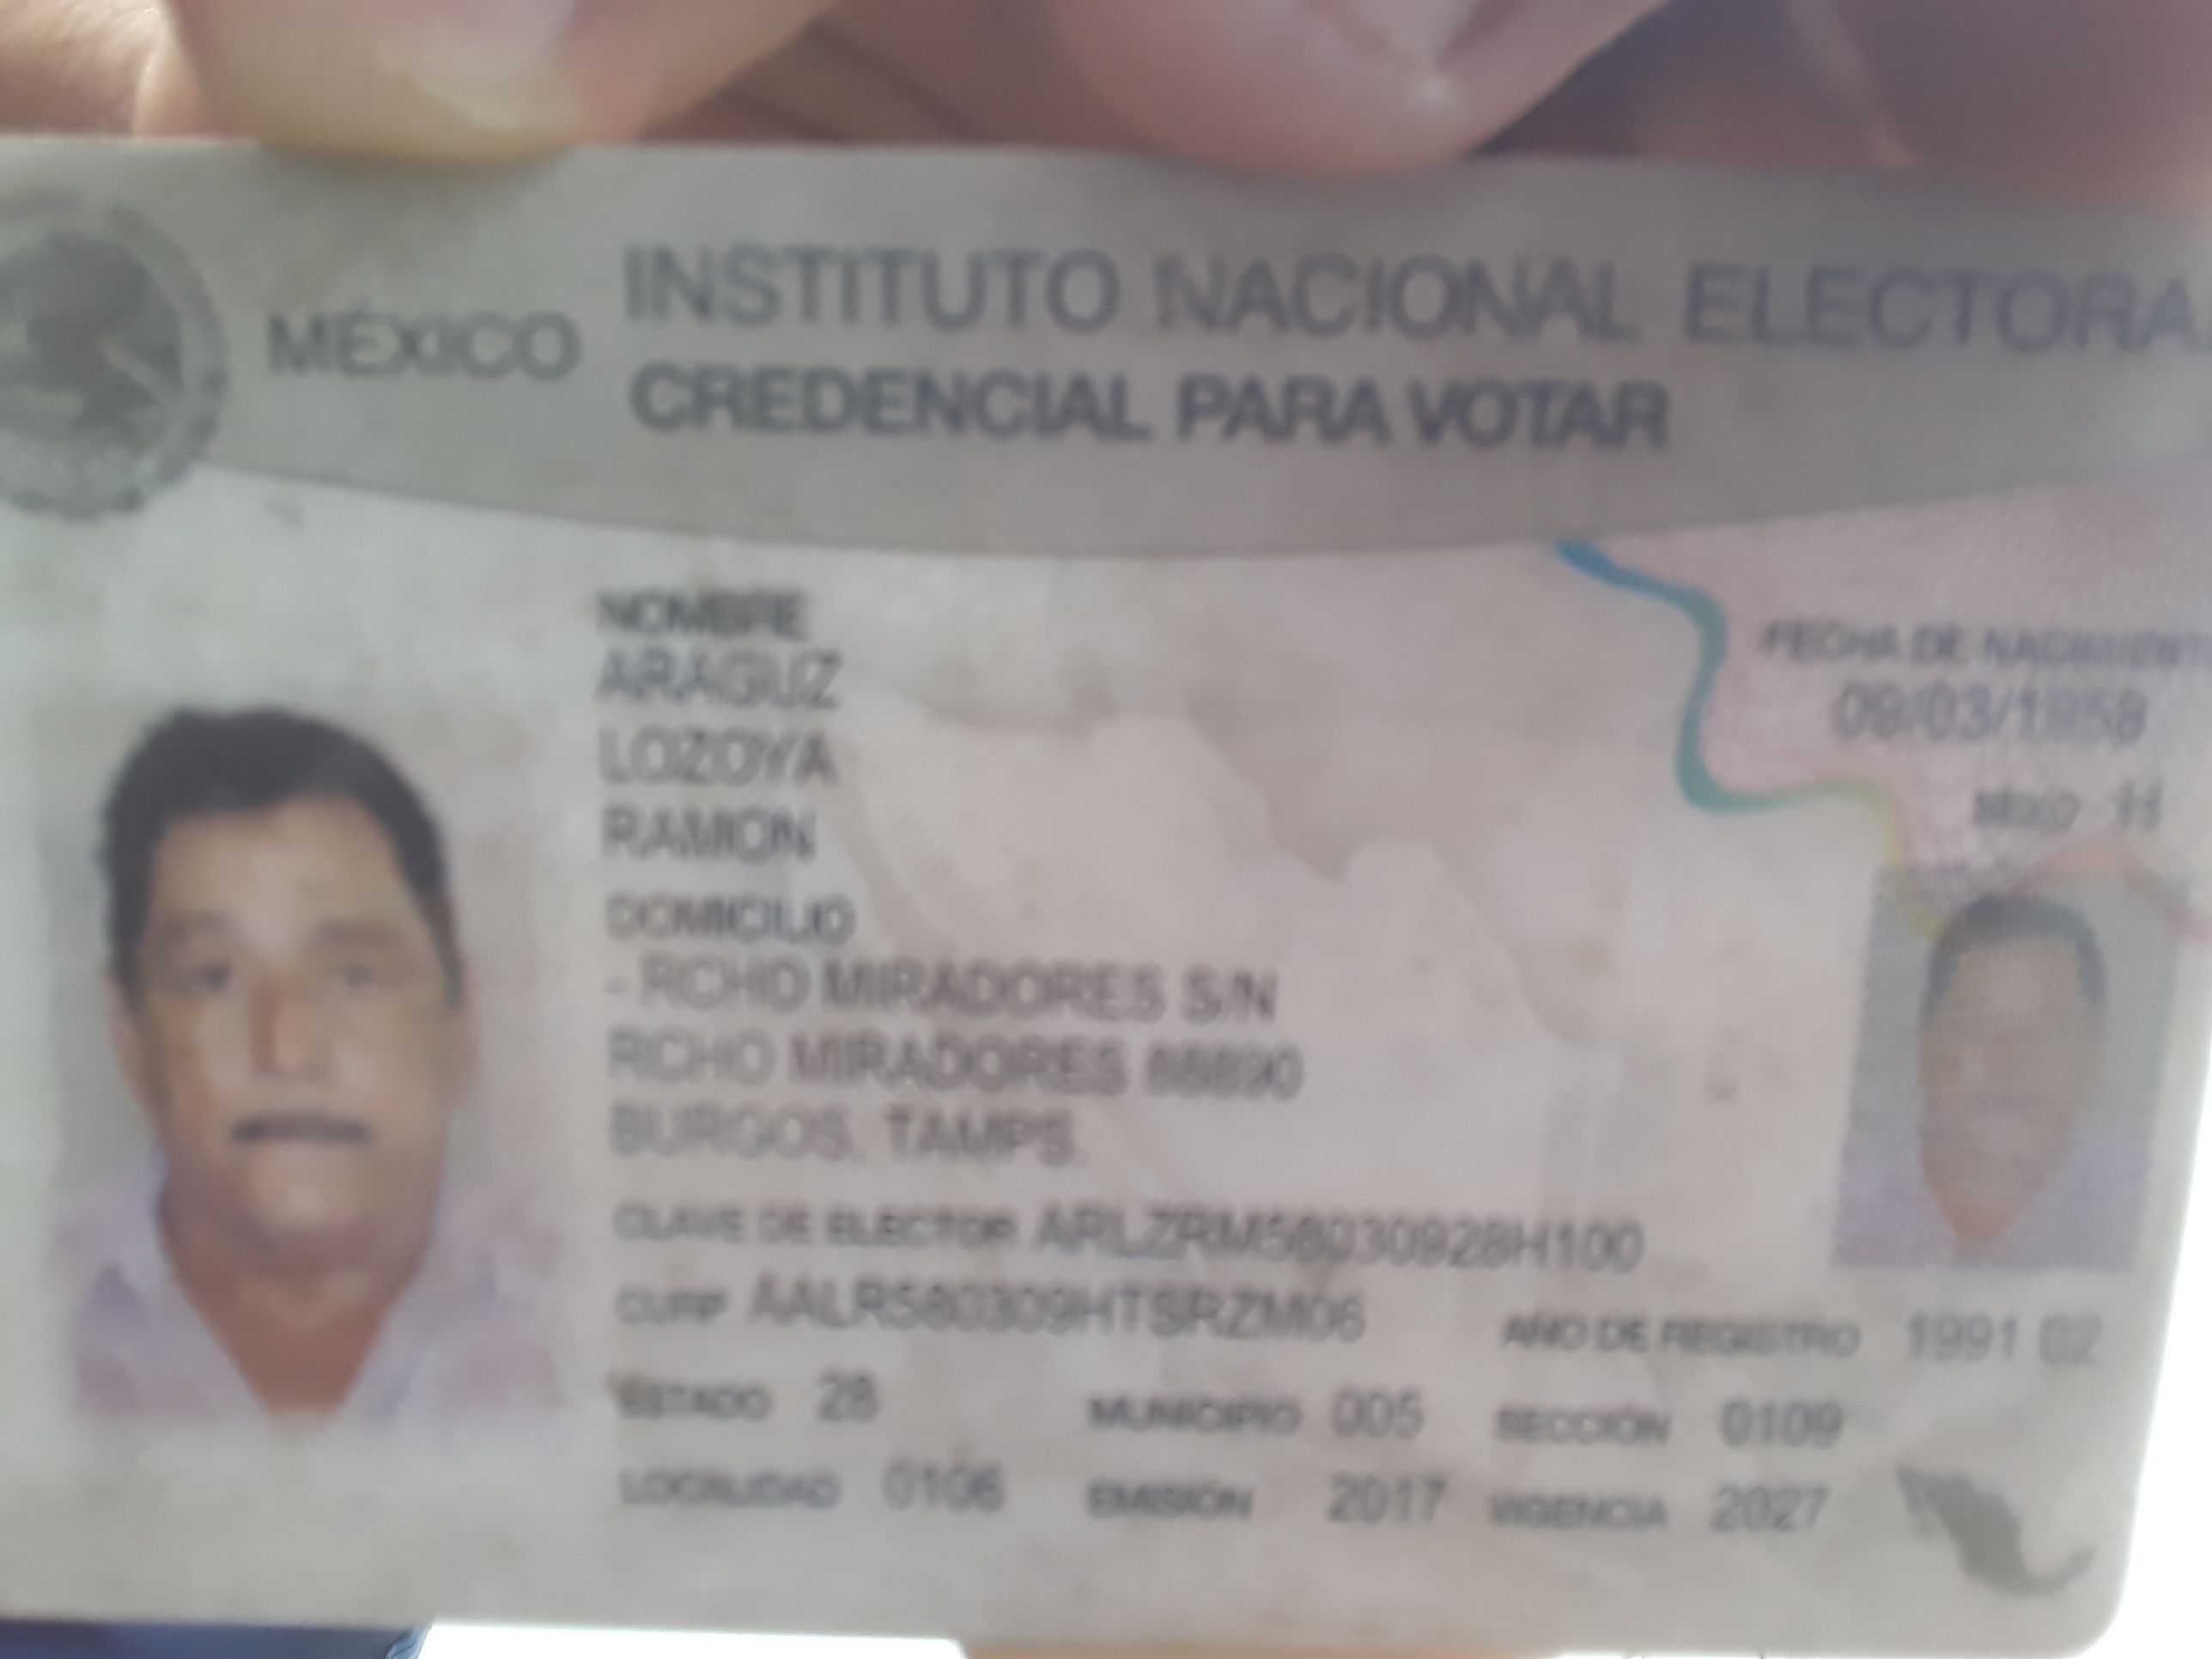 MÉXICO INSTITUTO NACIONAL ELECTORAL
CREDENCIAL PARA VOTAR
NOMBRE
ARAGUZ
LOZOYA
RAMON
FECHA DE NACIMIENTO
09/03/1958
SEXO H
DOMICILIO
- RCHO MIRADORES S/N
RCHO MIRADORES
BURGOS, TAMPS.
CLAVE DE ELECTOR ARLZRM58030928H100
CURP AALR580309HTSRZM06
AÑO DE REGISTRO 1991 02
ESTADO 28 MUNICIPIO 005 SECCIÓN 0109
LOCALIDAD 0106 EMISIÓN 2017 VIGENCIA 2027